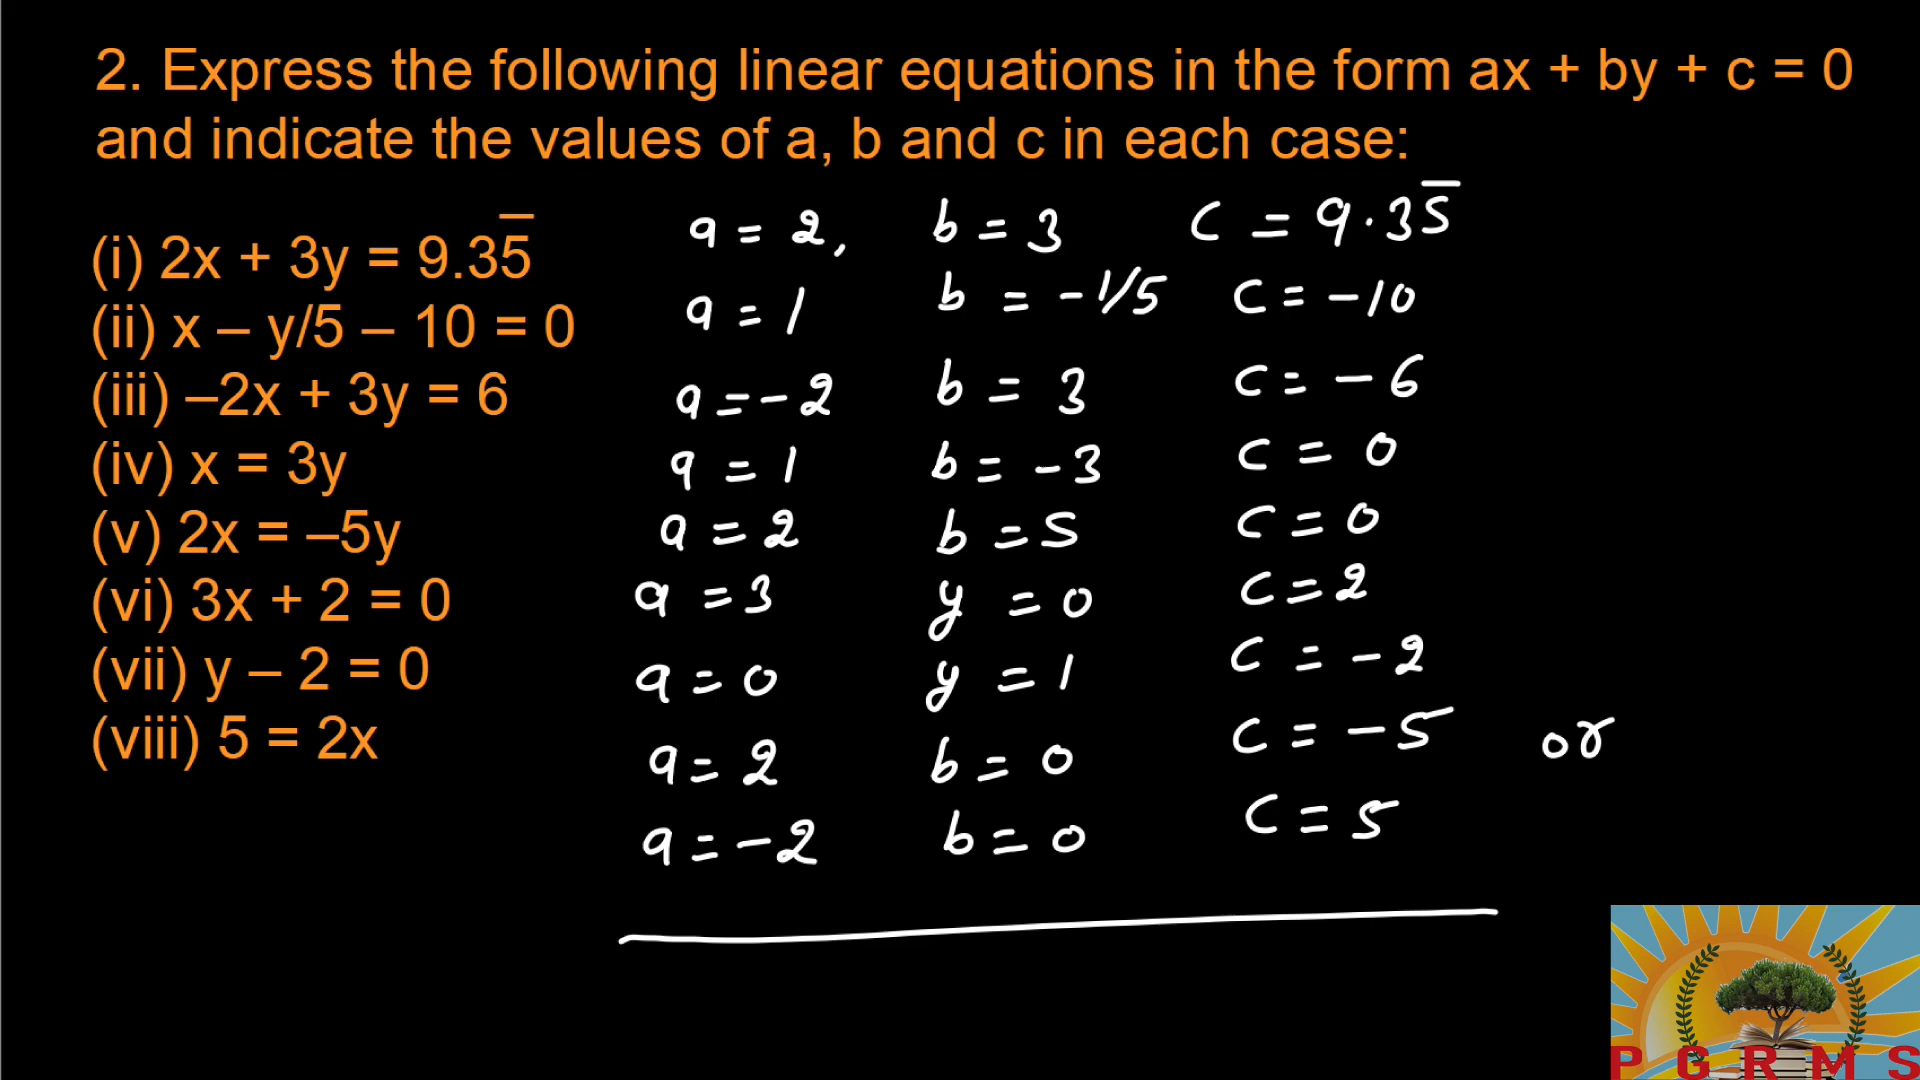 2. Express the following linear equations in the form ax + by + c = 0
and indicate the values of a, b and c in each case:
(i) 2x + 3y = 9.35̅ a = 2, b = 3 c = 9.35̅
(ii) x – y/5 – 10 = 0 a = 1 b = -1/5 c = -10
(iii) –2x + 3y = 6 a = -2 b = 3 c = -6
(iv) x = 3y a = 1 b = -3 c = 0
(v) 2x = –5y a = 2 b = 5 c = 0
(vi) 3x + 2 = 0 a = 3 y = 0 c = 2
(vii) y – 2 = 0 a = 0 y = 1 c = -2
(viii) 5 = 2x a = 2 b = 0 c = -5 or
a = -2 b = 0 c = 5
P G R M S